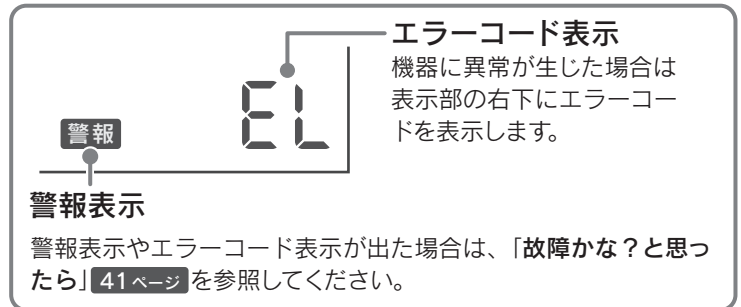 エラーコード表示
機器に異常が生じた場合は
表示部の右下にエラーコー
ドを表示します。
EL
警報
警報表示
警報表示やエラーコード表示が出た場合は、「故障かな？と思っ
たら」41ページを参照してください。